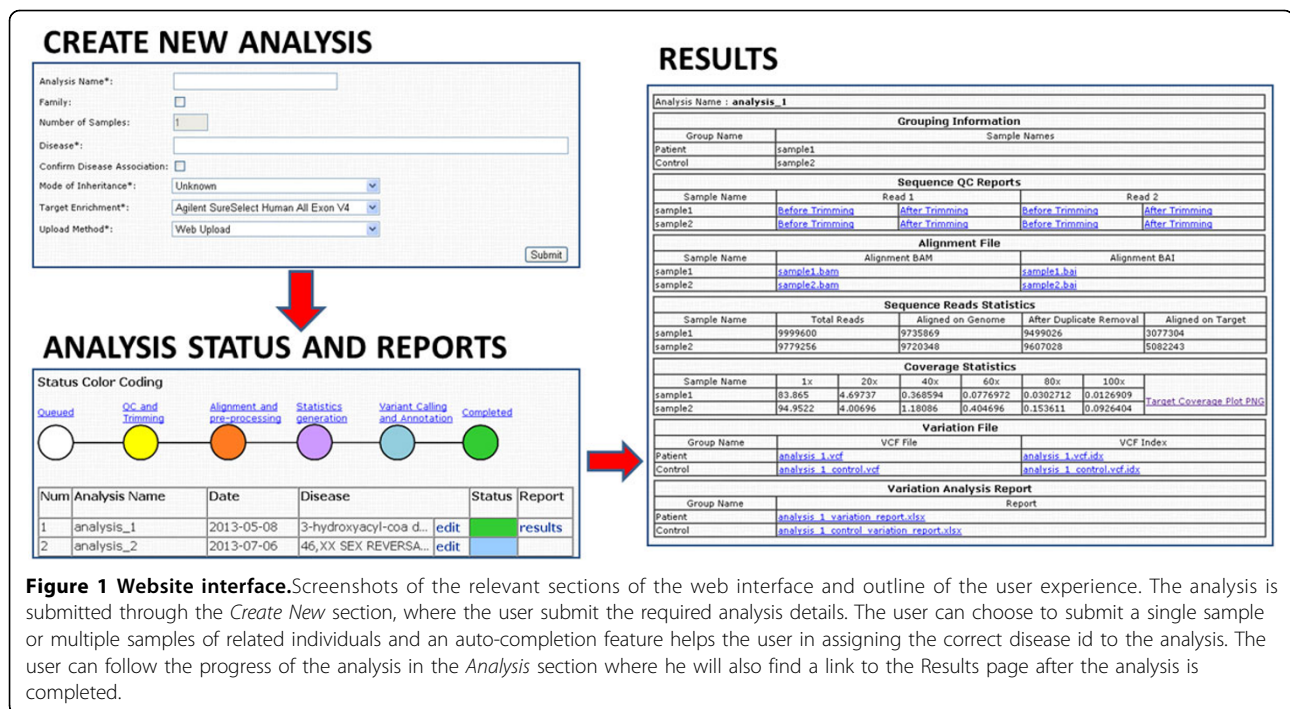 CREATE NEW ANALYSIS
Analysis Name*:
Family:
Number of Samples: 1
Disease*:
Confirm Disease Association:
Mode of Inheritance*: Unknown
Target Enrichment*: Agilent SureSelect Human All Exon V4
Upload Method*: Web Upload
Submit
ANALYSIS STATUS AND REPORTS
Status Color Coding
Queued QC and Trimming Alignment and pre-processing Statistics generation Variant Calling and Annotation Completed
Num Analysis Name Date Disease Status Report
1 analysis_1 2013-05-08 3-hydroxyacyl-coa d... edit results
2 analysis_2 2013-07-06 46,XX SEX REVERSA... edit
RESULTS
Analysis Name : analysis_1
Grouping Information
Group Name Sample Names
Patient sample1
Control sample2
Sequence QC Reports
Sample Name Read 1 Read 2
sample1 Before Trimming After Trimming Before Trimming After Trimming
sample2 Before Trimming After Trimming Before Trimming After Trimming
Alignment File
Sample Name Alignment BAM Alignment BAI
sample1 sample1.bam sample1.bai
sample2 sample2.bam sample2.bai
Sequence Reads Statistics
Sample Name Total Reads Aligned on Genome After Duplicate Removal Aligned on Target
sample1 9999600 9735869 9499026 3077304
sample2 9779256 9720348 9607028 5082243
Coverage Statistics
Sample Name 1x 20x 40x 60x 80x 100x
sample1 83.865 4.69737 0.368594 0.0776972 0.0302712 0.0126909 Target Coverage Plot PNG
sample2 94.9522 4.00696 1.18086 0.404696 0.153611 0.0926404
Variation File
Group Name VCF File VCF Index
Patient analysis_1.vcf analysis_1.vcf.idx
Control analysis_1_control.vcf analysis_1_control.vcf.idx
Variation Analysis Report
Group Name Report
Patient analysis_1_variation_report.xlsx
Control analysis_1_control_variation_report.xlsx
Figure 1 Website interface.Screenshots of the relevant sections of the web interface and outline of the user experience. The analysis is
submitted through the Create New section, where the user submit the required analysis details. The user can choose to submit a single sample
or multiple samples of related individuals and an auto-completion feature helps the user in assigning the correct disease id to the analysis. The
user can follow the progress of the analysis in the Analysis section where he will also find a link to the Results page after the analysis is
completed.